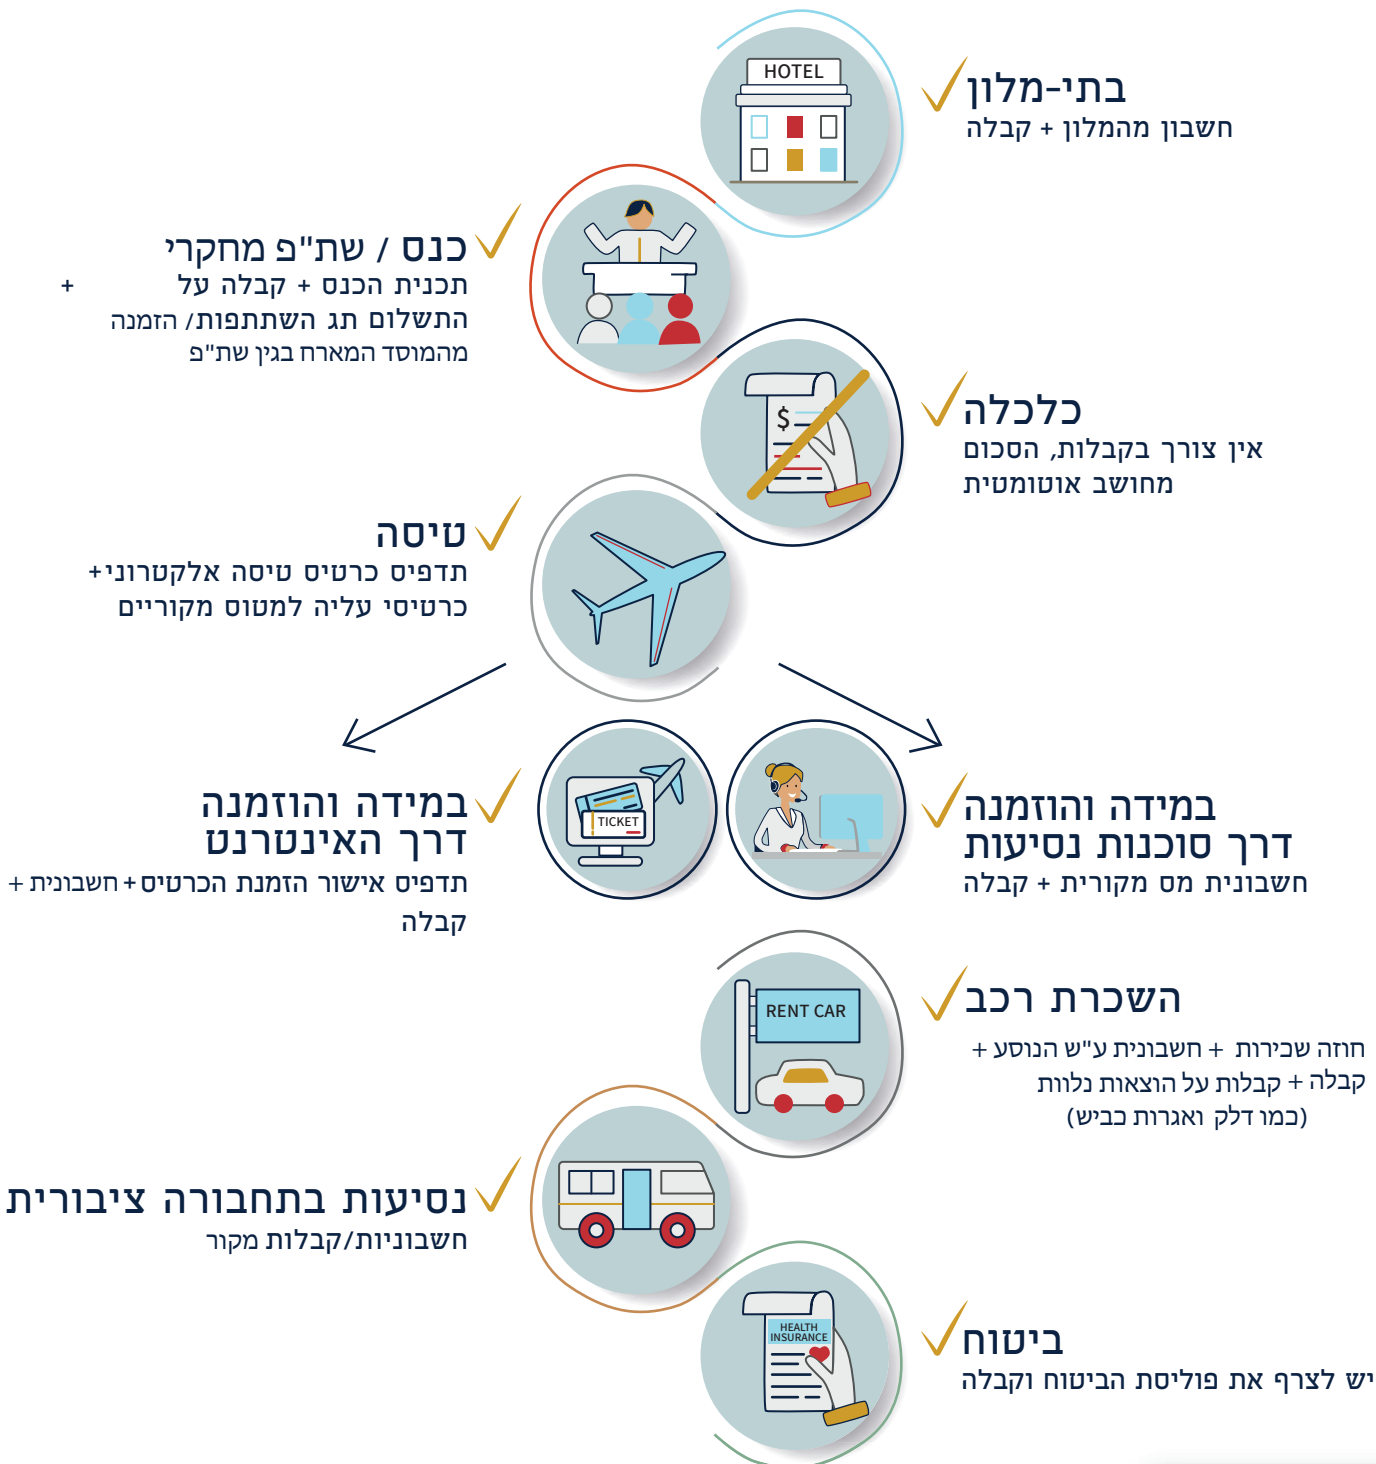 HOTEL
בתי-מלון
חשבון מהמלון + קבלה
כנס / שת"פ מחקרי
תכנית הכנס + קבלה על +
התשלום תג השתתפות/ הזמנה
מהמוסד המארח בגין שת"פ
$
כלכלה
אין צורך בקבלות, הסכום
מחושב אוטומטית
טיסה
תדפיס כרטיס טיסה אלקטרוני+
כרטיסי עליה למטוס מקוריים
במידה והוזמנה
דרך סוכנות נסיעות
חשבונית מס מקורית + קבלה
TICKET
במידה והוזמנה
דרך האינטרנט
תדפיס אישור הזמנת הכרטיס + חשבונית +
קבלה
RENT CAR
השכרת רכב
חוזה שכירות + חשבונית ע"ש הנוסע +
קבלה + קבלות על הוצאות נלוות
(כמו דלק ואגרות כביש)
נסיעות בתחבורה ציבורית
חשבוניות/קבלות מקור
HEALTH
INSURANCE
ביטוח
יש לצרף את פוליסת הביטוח וקבלה